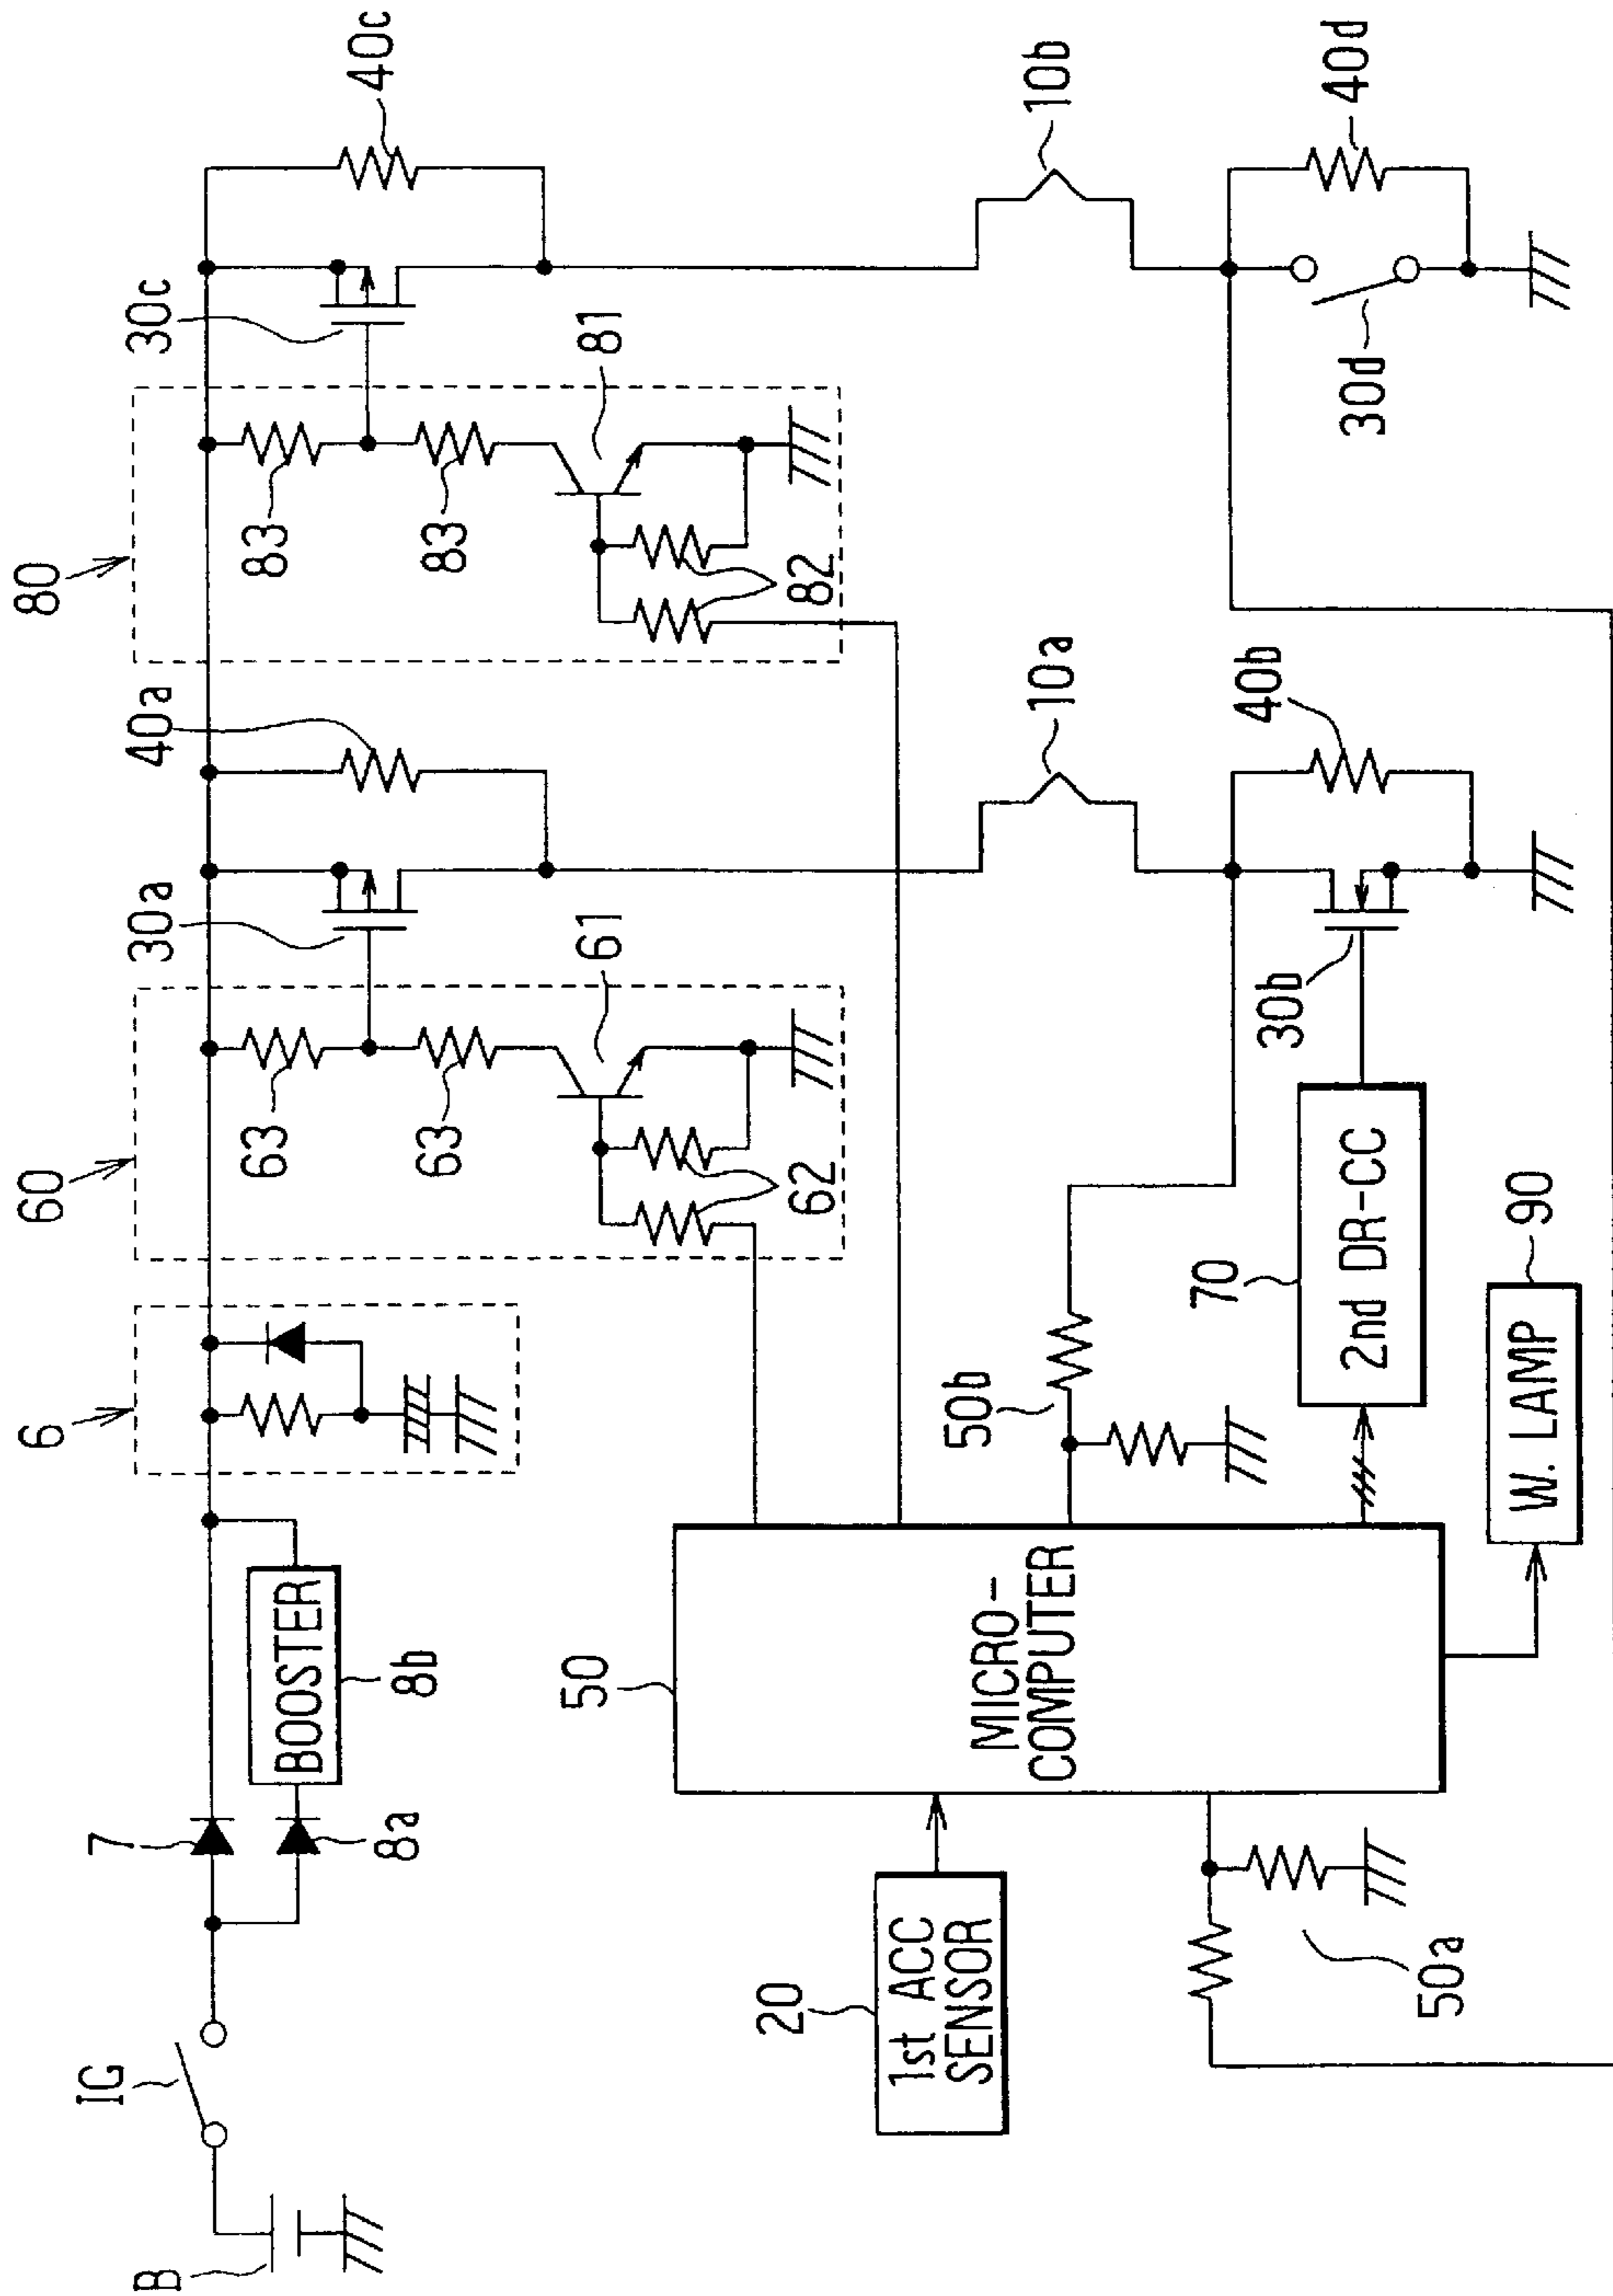 B
IG
7
8a
BOOSTER
8b
6
60
63
63
61
62
30a
40a
80
83
83
81
82
30c
40c
20
1st ACC
SENSOR
50
MIICRO-
COMPUTER
50a
50b
10a
10b
70
2nd DR-CC
30b
40b
30d
40d
W. LAMP
90